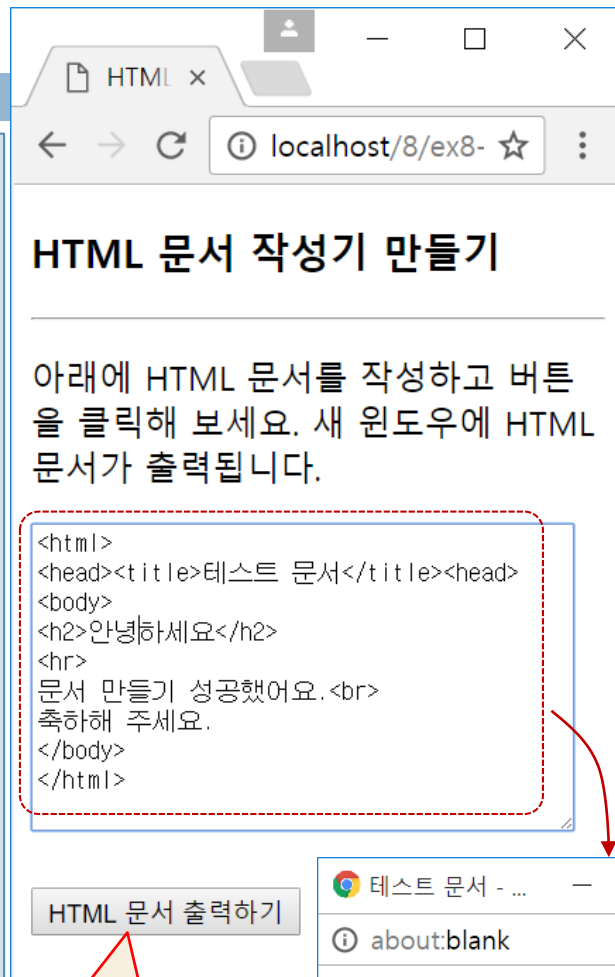 HTML
localhost/8/ex8-
HTML 문서 작성기 만들기
아래에 HTML 문서를 작성하고 버튼
을 클릭해 보세요. 새 윈도우에 HTML
문서가 출력됩니다.
<html>
<head><title>테스트 문서</title><head>
<body>
<h2>안녕하세요</h2>
<hr>
문서 만들기 성공했어요.<br>
축하해 주세요.
</body>
</html>
HTML 문서 출력하기
테스트 문서 - ...
about:blank